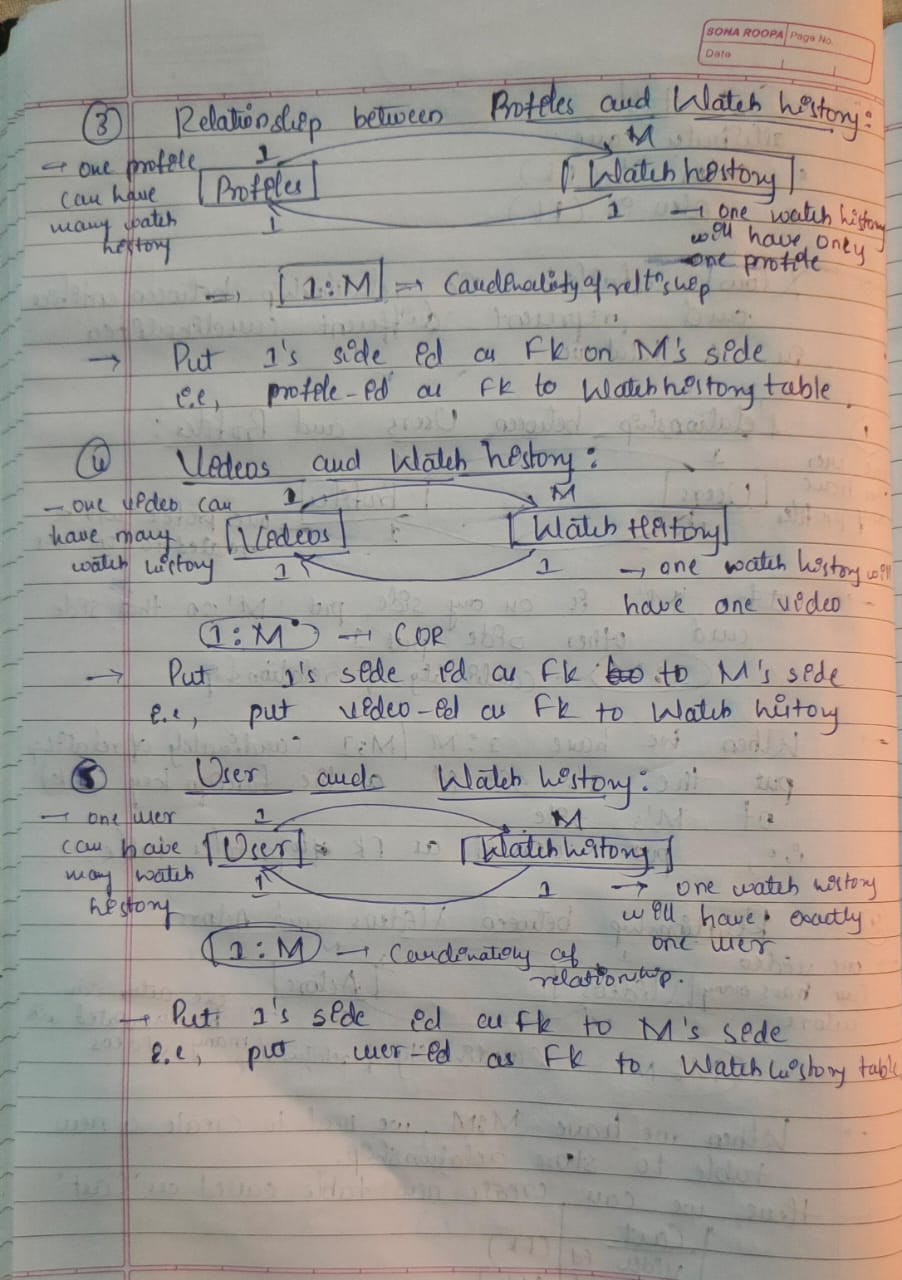 SONA ROOPA Page No.
Date
③ Relationship between Profiles and Watch history:
→ one profile can have many watch history
1 M
[Profiles] [Watch history]
1 1
→ one watch history will have only one profile
→ [1:M] ⇒ Cardinality of reltnship
→ Put 1's side id as FK on M's side
i.e, profile-id as FK to Watch history table.
④ Videos and Watch history:
→ one video can have many watch history
1 M
[Videos] [Watch History]
1 1
→ one watch history will have one video
1:M → COR
→ Put 1's side id as FK to M's side
i.e, put video-id as FK to Watch history
⑤ User and Watch history:
→ one user can have many watch history
1 M
[User] [Watch history]
1 1
→ one watch history will have exactly one user
1:M → Cardinality of relationship.
→ Put 1's side id as FK to M's side
i.e, put user-id as FK to Watch history table